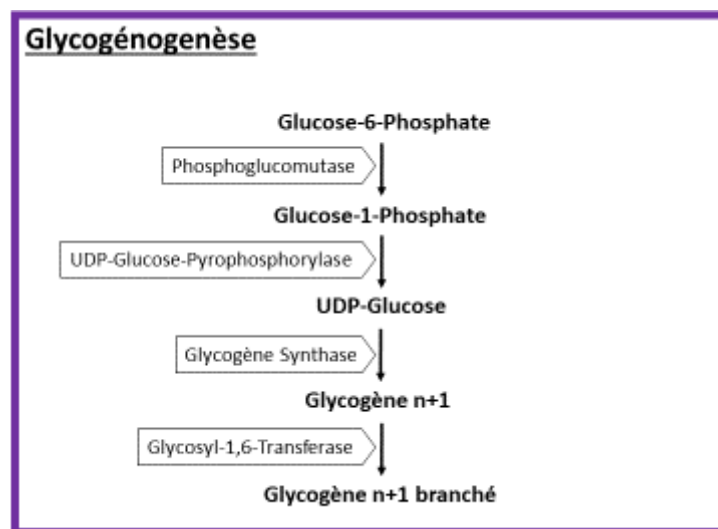 Glycogénogenèse
Glucose-6-Phosphate
Phosphoglucomutase
Glucose-1-Phosphate
UDP-Glucose-Pyrophosphorylase
UDP-Glucose
Glycogène Synthase
Glycogène n+1
Glycosyl-1,6-Transferase
Glycogène n+1 branché